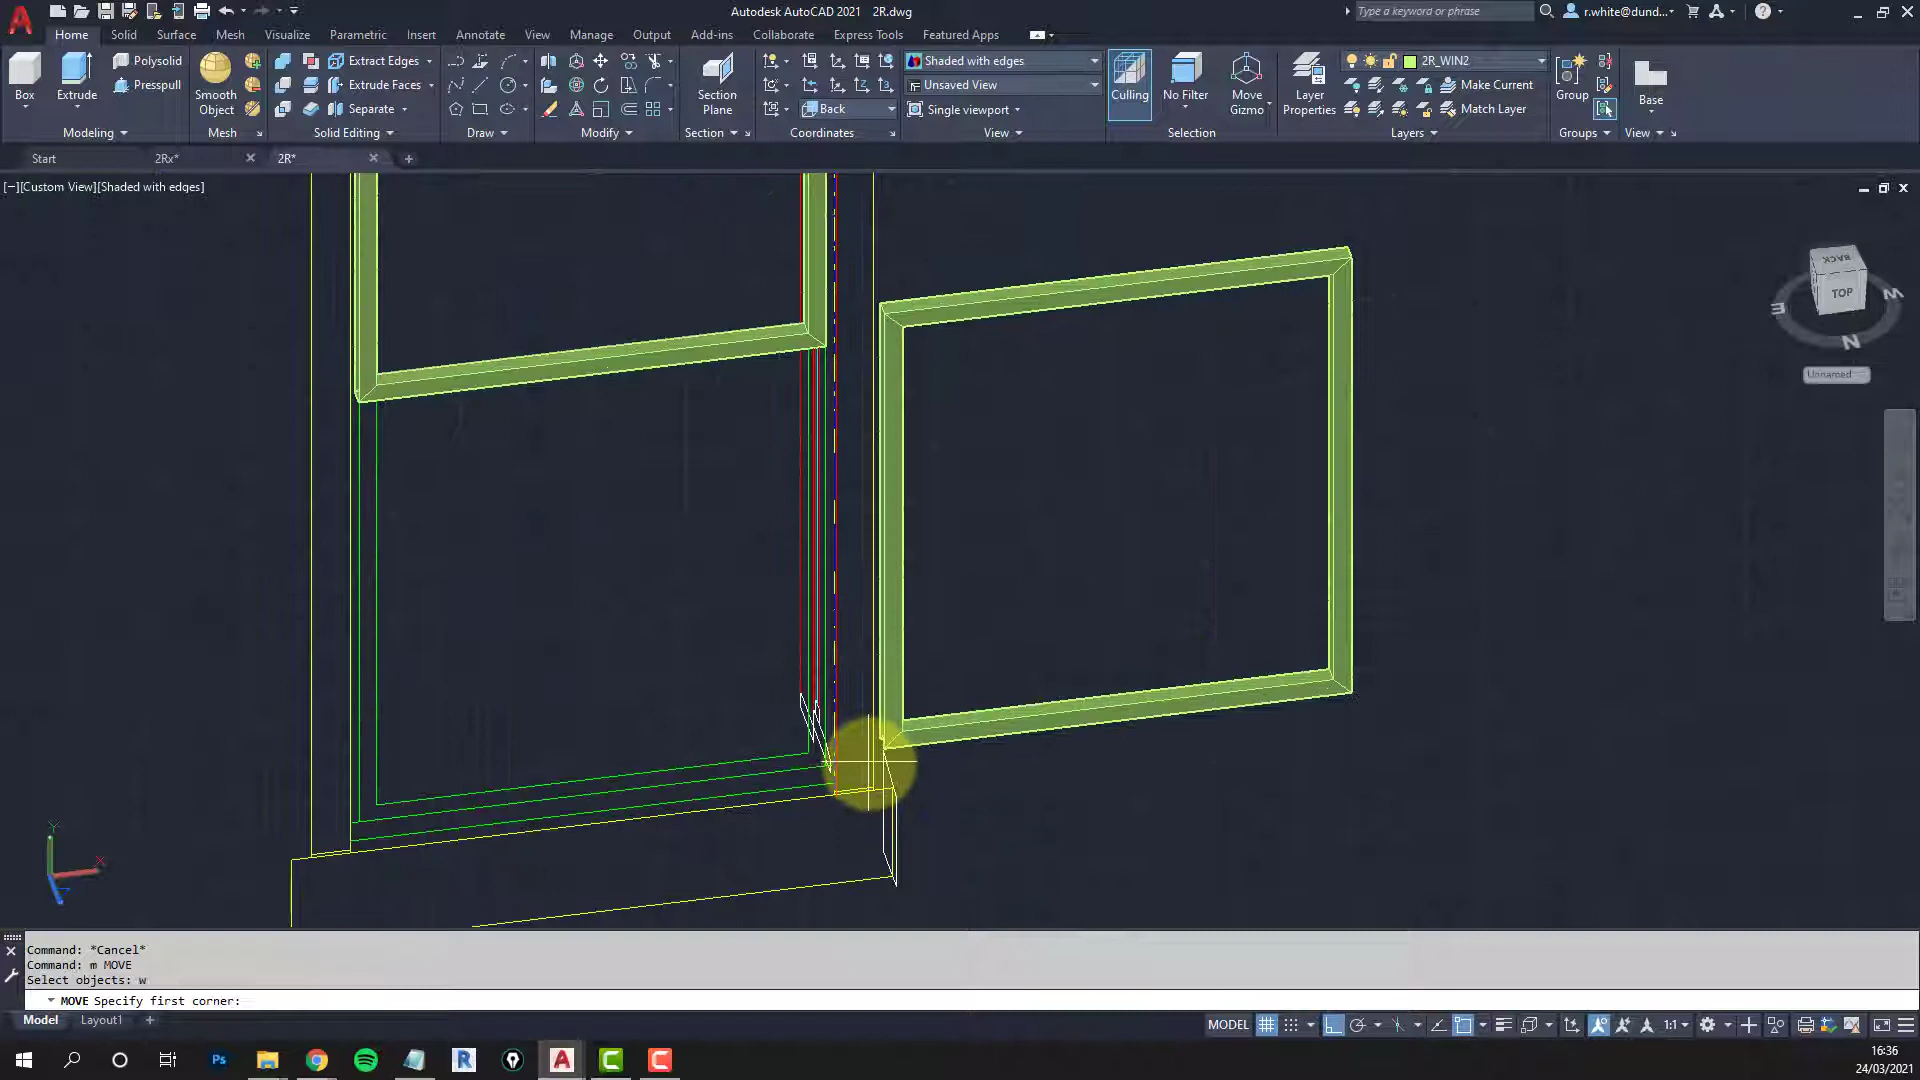 Autodesk AutoCAD 2021 2R.dwg
Type a keyword or phrase
r.white@dund...
Home Solid Surface Mesh Visualize Parametric Insert Annotate View Manage Output Add-ins Collaborate Express Tools Featured Apps
Box
Extrude
Polysolid
Presspull
Modeling
Smooth
Object
Mesh
Extract Edges
Extrude Faces
Separate
Solid Editing
Draw
Modify
Section
Plane
Section
Back
Coordinates
Shaded with edges
Unsaved View
Single viewport
View
Culling
No Filter
Move
Gizmo
Selection
Layer
Properties
2R_WIN2
Make Current
Match Layer
Layers
Group
Groups
Base
View
Start 2Rx* 2R*
[−][Custom View][Shaded with edges]
BACK
TOP
E
W
N
Unnamed
Y
X
Command: *Cancel*
Command: m MOVE
Select objects: w
MOVE Specify first corner:
Model Layout1
MODEL
1:1
Ps
R
A
C
C
16:36
24/03/2021